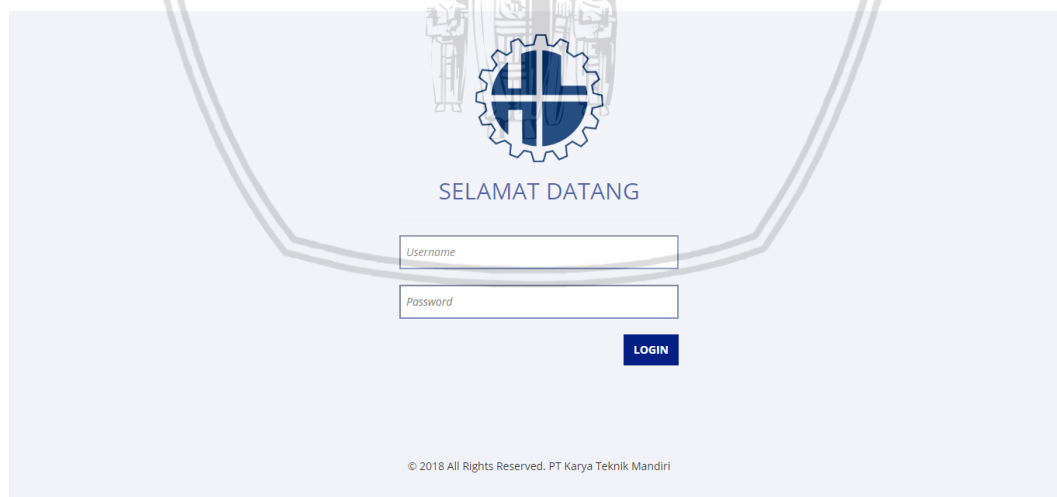 SELAMAT DATANG
Username
Password
LOGIN
© 2018 All Rights Reserved. PT Karya Teknik Mandiri